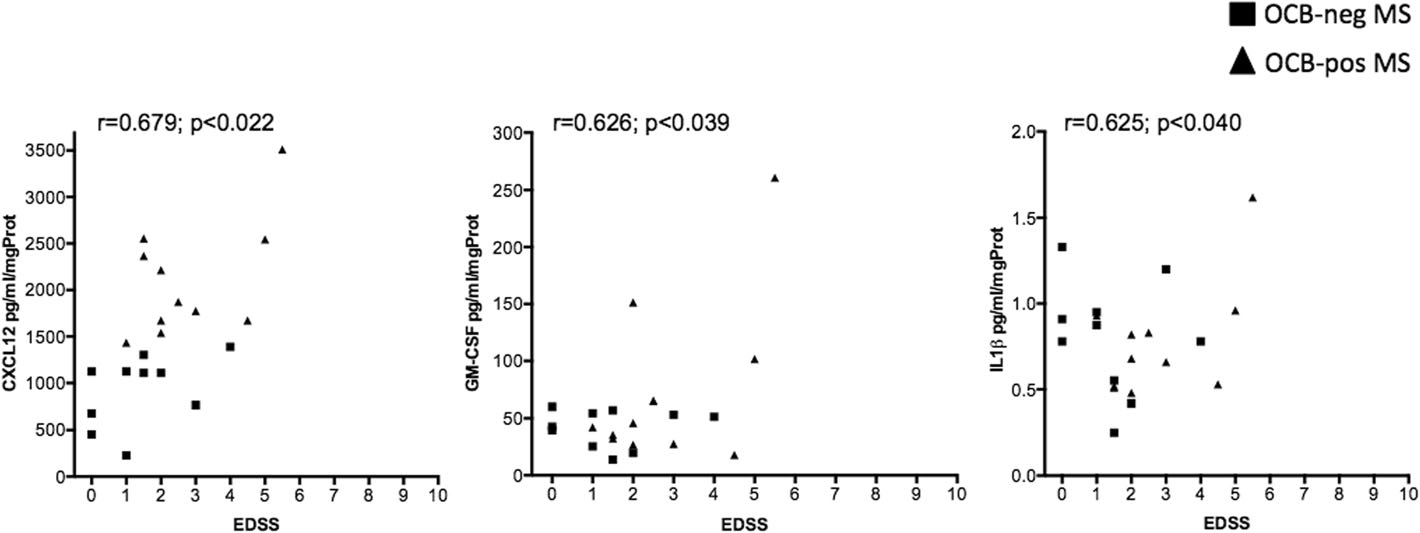 OCB-neg MS
OCB-pos MS
r=0.679; p<0.022
CXCL12 pg/ml/mgProt
3500
3000
2500
2000
1500
1000
500
0
0 1 2 3 4 5 6 7 8 9 10
EDSS
r=0.626; p<0.039
GM-CSF pg/ml/mgProt
300
250
200
150
100
50
0
0 1 2 3 4 5 6 7 8 9 10
EDSS
r=0.625; p<0.040
IL1β pg/ml/mgProt
2.0
1.5
1.0
0.5
0.0
0 1 2 3 4 5 6 7 8 9 10
EDSS